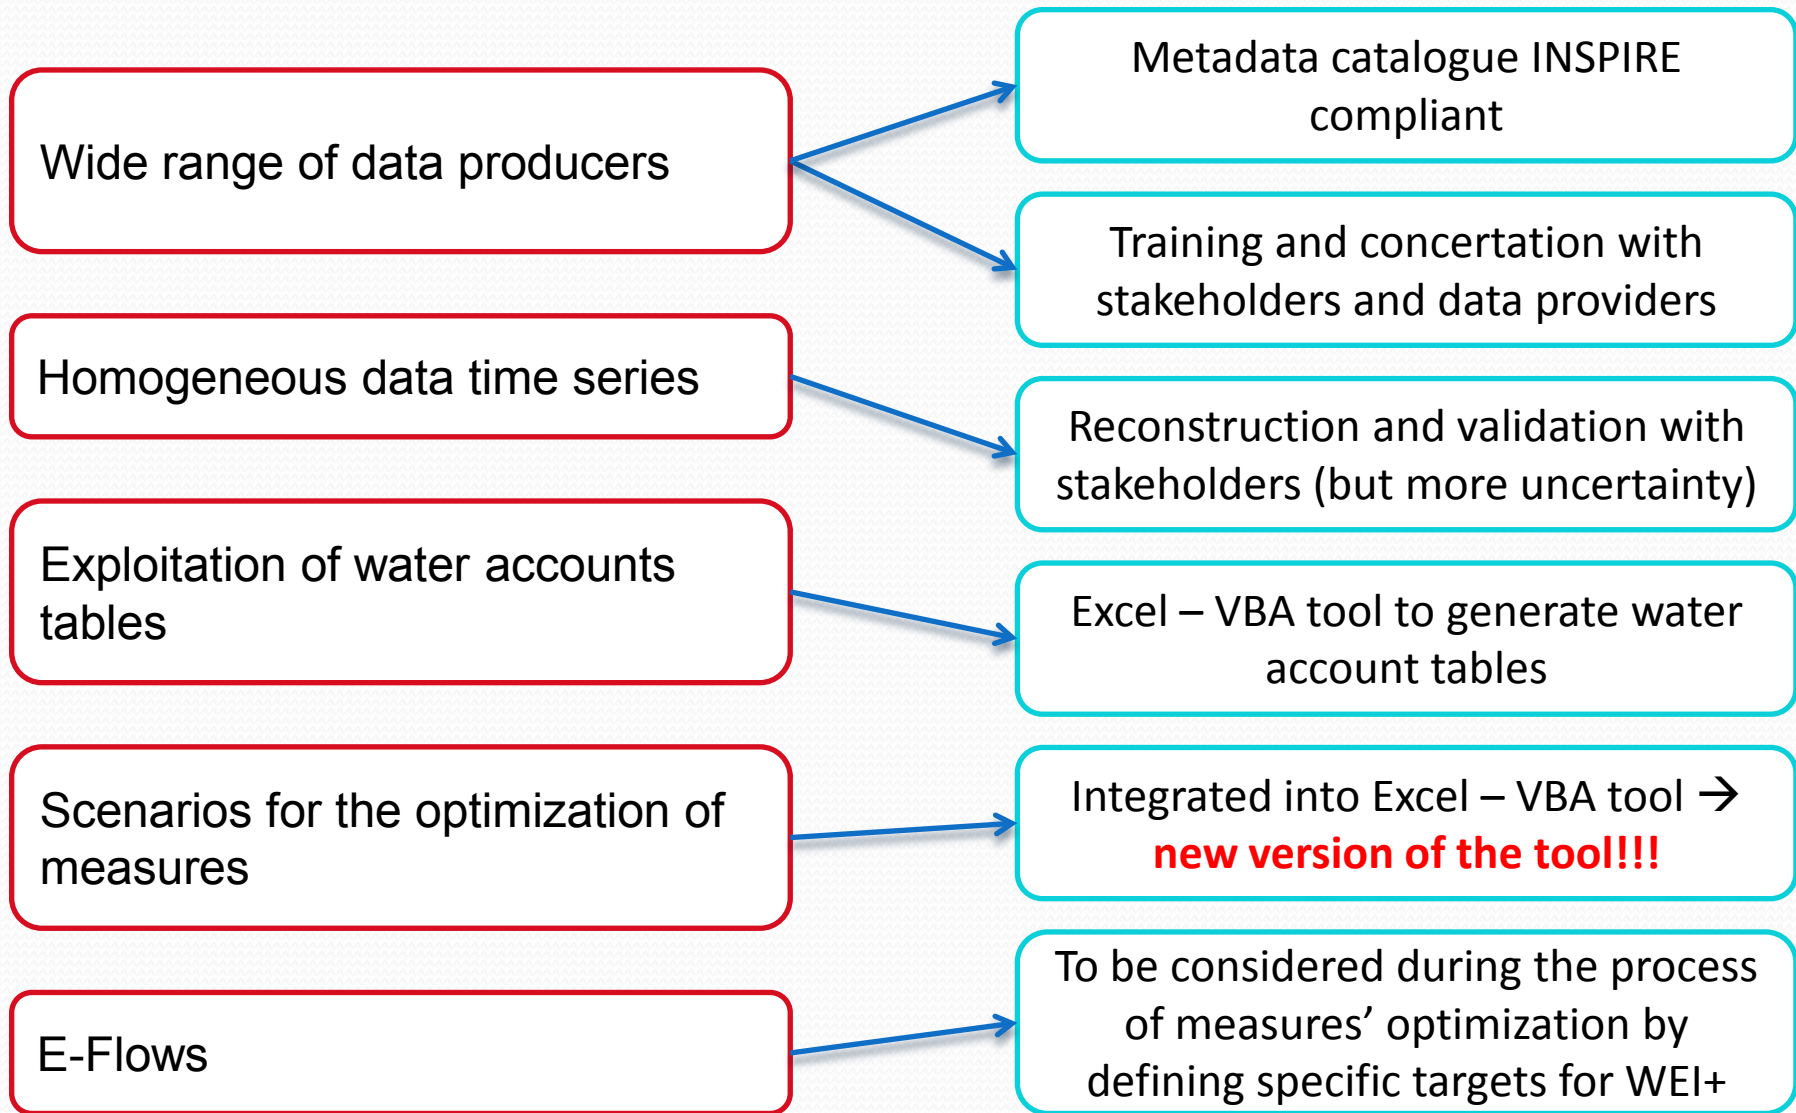 Wide range of data producers
Metadata catalogue INSPIRE
compliant
Training and concertation with
stakeholders and data providers
Homogeneous data time series
Reconstruction and validation with
stakeholders (but more uncertainty)
Exploitation of water accounts
tables
Excel – VBA tool to generate water
account tables
Scenarios for the optimization of
measures
Integrated into Excel – VBA tool →
new version of the tool!!!
E-Flows
To be considered during the process
of measures’ optimization by
defining specific targets for WEI+